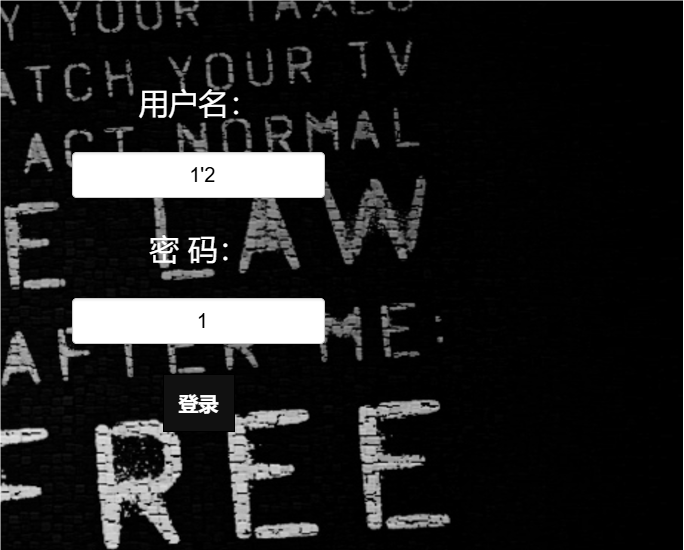 Y YOUR TAXES
ATCH YOUR TV
用户名：
ACT NORMAL
1'2
E LAW
密 码：
1
AFTER ME:
登录
FREE